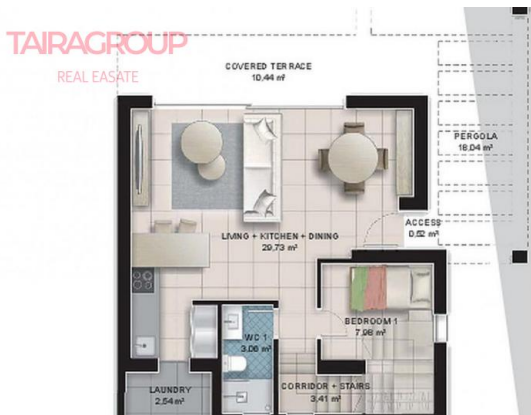 TAIRAGROUP
REAL EASATE
COVERED TERRACE
10,44 m²
PERGOLA
18,04 m²
ACCESS
0,52 m²
LIVING + KITCHEN + DINING
29,73 m²
BEDROOM 1
7,98 m²
WC 1
3,06 m²
CORRIDOR + STAIRS
3,41 m²
LAUNDRY
2,54 m²